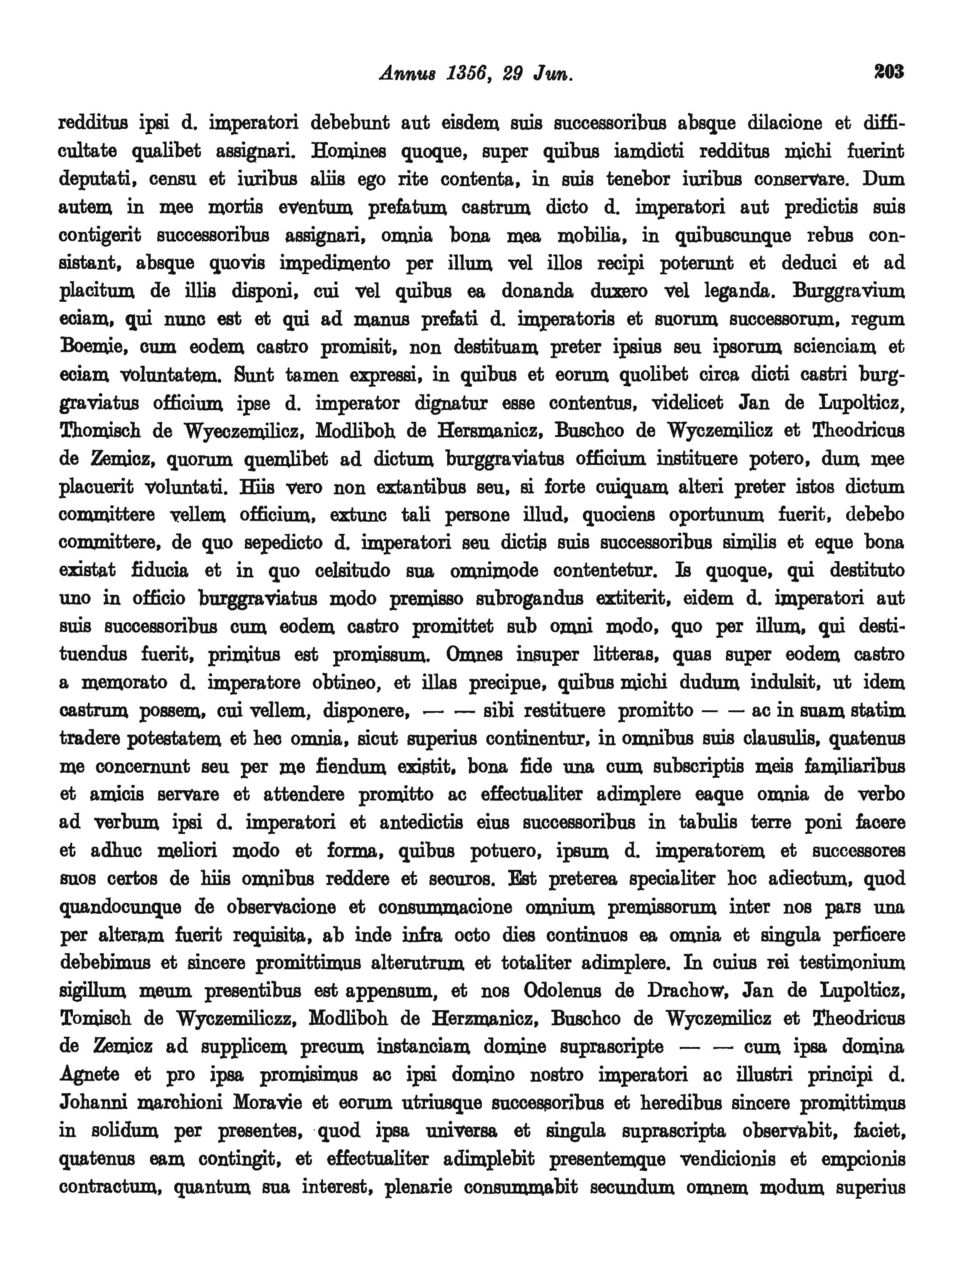 Annus 1356, 29 Jun. 203
redditus ipsi d. imperatori debebunt aut eisdem suis successoribus absque dilacione et diffi-
cultate qualibet assignari. Homines quoque, super quibus iamdicti redditus michi fuerint
deputati, censu et iuribus aliis ego rite contenta, in suis tenebor iuribus conservare. Dum
autem in mee mortis eventum prefatum castrum dicto d. imperatori aut predictis suis
contigerit successoribus assignari, omnia bona mea mobilia, in quibuscunque rebus con-
sistant, absque quovis impedimento per illum vel illos recipi poterunt et deduci et ad
placitum de illis disponi, cui vel quibus ea donanda duxero vel leganda. Burggravium
eciam, qui nunc est et qui ad manus prefati d. imperatoris et suorum successorum, regum
Boemie, cum eodem castro promisit, non destituam preter ipsius seu ipsorum scienciam et
eciam voluntatem. Sunt tamen expressi, in quibus et eorum quolibet circa dicti castri burg-
graviatus officium ipse d. imperator dignatur esse contentus, videlicet Jan de Lupolticz,
Thomisch de Wyeczemilicz, Modliboh de Hersmanicz, Buschco de Wyczemilicz et Theodricus
de Zemicz, quorum quemlibet ad dictum burggraviatus officium instituere potero, dum mee
placuerit voluntati. Hiis vero non extantibus seu, si forte cuiquam alteri preter istos dictum
committere vellem officium, extunc tali persone illud, quociens oportunum fuerit, debebo
committere, de quo sepedicto d. imperatori seu dictis suis successoribus similis et eque bona
existat fiducia et in quo celsitudo sua omnimode contentetur. Is quoque, qui destituto
uno in officio burggraviatus modo premisso subrogandus extiterit, eidem d. imperatori aut
suis successoribus cum eodem castro promittet sub omni modo, quo per illum, qui desti-
tuendus fuerit, primitus est promissum. Omnes insuper litteras, quas super eodem castro
a memorato d. imperatore obtineo, et illas precipue, quibus michi dudum indulsit, ut idem
castrum possem, cui vellem, disponere, — — sibi restituere promitto — — ac in suam statim
tradere potestatem et hec omnia, sicut superius continentur, in omnibus suis clausulis, quatenus
me concernunt seu per me fiendum existit, bona fide una cum subscriptis meis familiaribus
et amicis servare et attendere promitto ac effectualiter adimplere eaque omnia de verbo
ad verbum ipsi d. imperatori et antedictis eius successoribus in tabulis terre poni facere
et adhuc meliori modo et forma, quibus potuero, ipsum d. imperatorem et successores
suos certos de hiis omnibus reddere et securos. Est preterea specialiter hoc adiectum, quod
quandocunque de observacione et consummacione omnium premissorum inter nos pars una
per alteram fuerit requisita, ab inde infra octo dies continuos ea omnia et singula perficere
debebimus et sincere promittimus alterutrum et totaliter adimplere. In cuius rei testimonium
sigillum meum presentibus est appensum, et nos Odolenus de Drachow, Jan de Lupolticz,
Tomisch de Wyczemiliczz, Modliboh de Herzmanicz, Buschco de Wyczemilicz et Theodricus
de Zemicz ad supplicem precum instanciam domine suprascripte — — cum ipsa domina
Agnete et pro ipsa promisimus ac ipsi domino nostro imperatori ac illustri principi d.
Johanni marchioni Moravie et eorum utriusque successoribus et heredibus sincere promittimus
in solidum per presentes, quod ipsa universa et singula suprascripta observabit, faciet,
quatenus eam contingit, et effectualiter adimplebit presentemque vendicionis et empcionis
contractum, quantum sua interest, plenarie consummabit secundum omnem modum superius